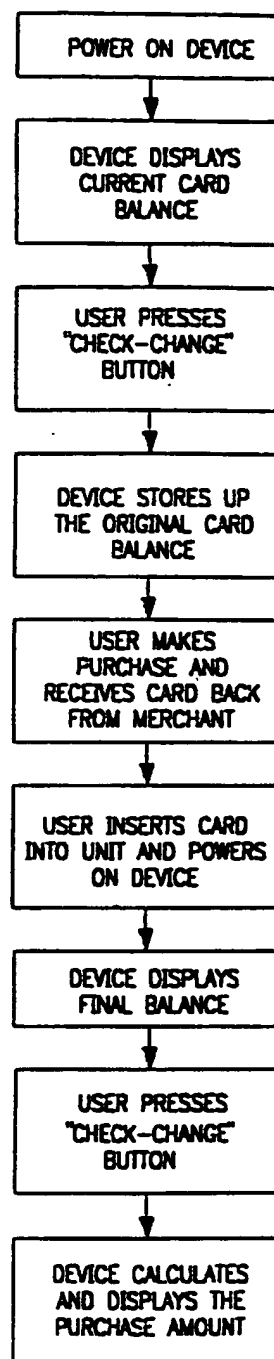 POWER ON DEVICE
DEVICE DISPLAYS
CURRENT CARD
BALANCE
USER PRESSES
"CHECK-CHANGE"
BUTTON
DEVICE STORES UP
THE ORIGINAL CARD
BALANCE
USER MAKES
PURCHASE AND
RECEIVES CARD BACK
FROM MERCHANT
USER INSERTS CARD
INTO UNIT AND POWERS
ON DEVICE
DEVICE DISPLAYS
FINAL BALANCE
USER PRESSES
"CHECK-CHANGE"
BUTTON
DEVICE CALCULATES
AND DISPLAYS THE
PURCHASE AMOUNT